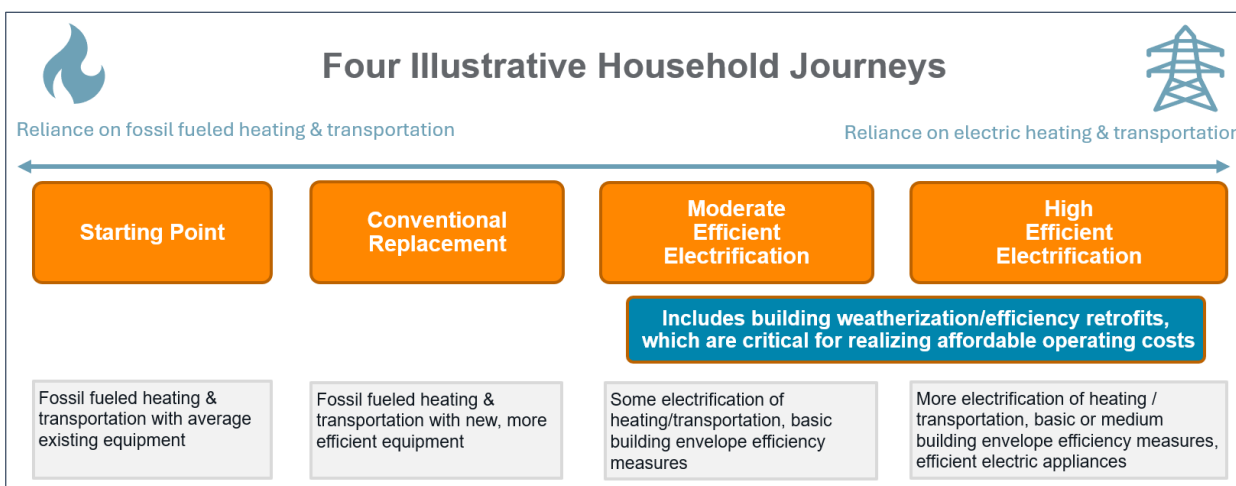 Four Illustrative Household Journeys
Reliance on fossil fueled heating & transportation
Reliance on electric heating & transportation
Starting Point
Conventional
Replacement
Moderate
Efficient
Electrification
High
Efficient
Electrification
Includes building weatherization/efficiency retrofits,
which are critical for realizing affordable operating costs
Fossil fueled heating &
transportation with average
existing equipment
Fossil fueled heating &
transportation with new, more
efficient equipment
Some electrification of
heating/transportation, basic
building envelope efficiency
measures
More electrification of heating /
transportation, basic or medium
building envelope efficiency measures,
efficient electric appliances